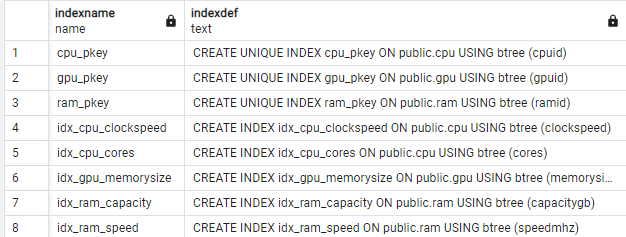 indexname indexdef
name text
1 cpu_pkey CREATE UNIQUE INDEX cpu_pkey ON public.cpu USING btree (cpuid)
2 gpu_pkey CREATE UNIQUE INDEX gpu_pkey ON public.gpu USING btree (gpuid)
3 ram_pkey CREATE UNIQUE INDEX ram_pkey ON public.ram USING btree (ramid)
4 idx_cpu_clockspeed CREATE INDEX idx_cpu_clockspeed ON public.cpu USING btree (clockspeed)
5 idx_cpu_cores CREATE INDEX idx_cpu_cores ON public.cpu USING btree (cores)
6 idx_gpu_memorysize CREATE INDEX idx_gpu_memorysize ON public.gpu USING btree (memorysi...
7 idx_ram_capacity CREATE INDEX idx_ram_capacity ON public.ram USING btree (capacitygb)
8 idx_ram_speed CREATE INDEX idx_ram_speed ON public.ram USING btree (speedmhz)